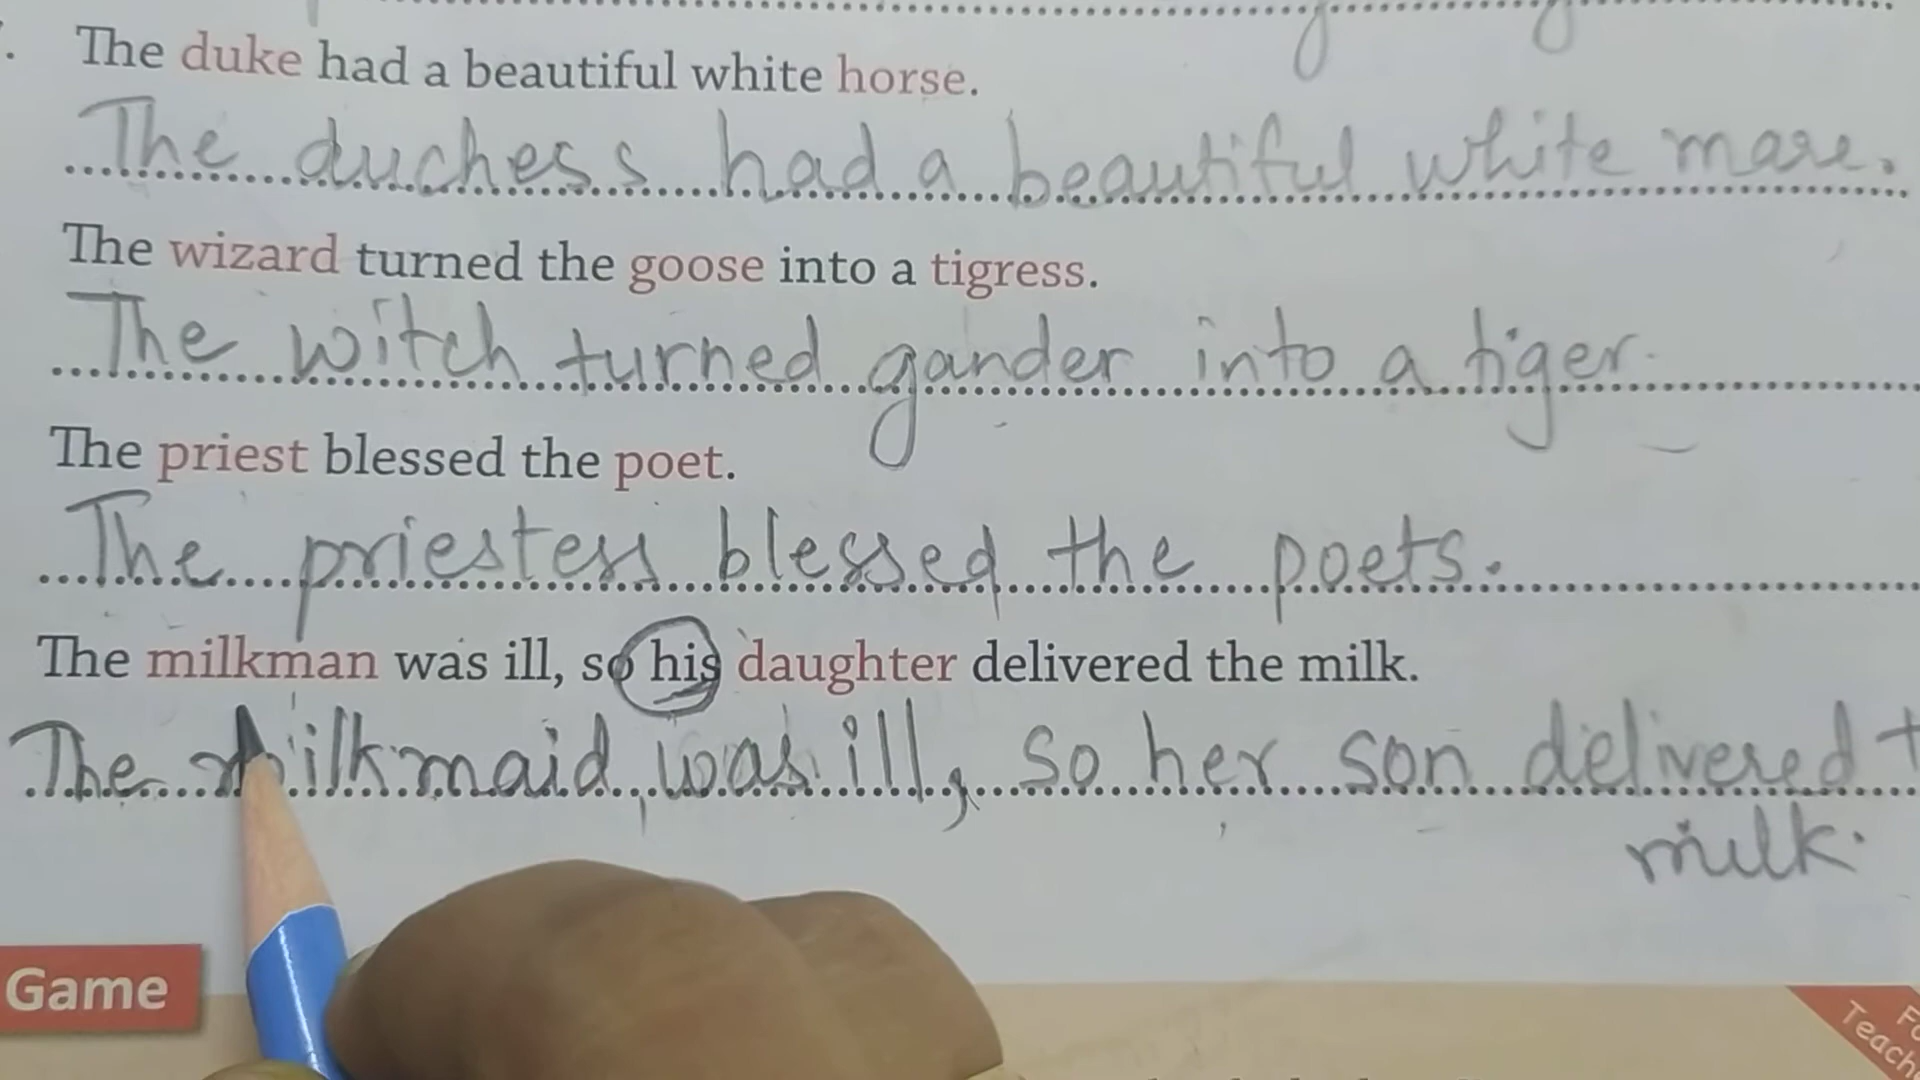 The duke had a beautiful white horse.
The duchess had a beautiful white mare.
The wizard turned the goose into a tigress.
The witch turned gander into a tiger.
The priest blessed the poet.
The priestess blessed the poets.
The milkman was ill, so his daughter delivered the milk.
The milkmaid was ill, so her son delivered
milk.
Game